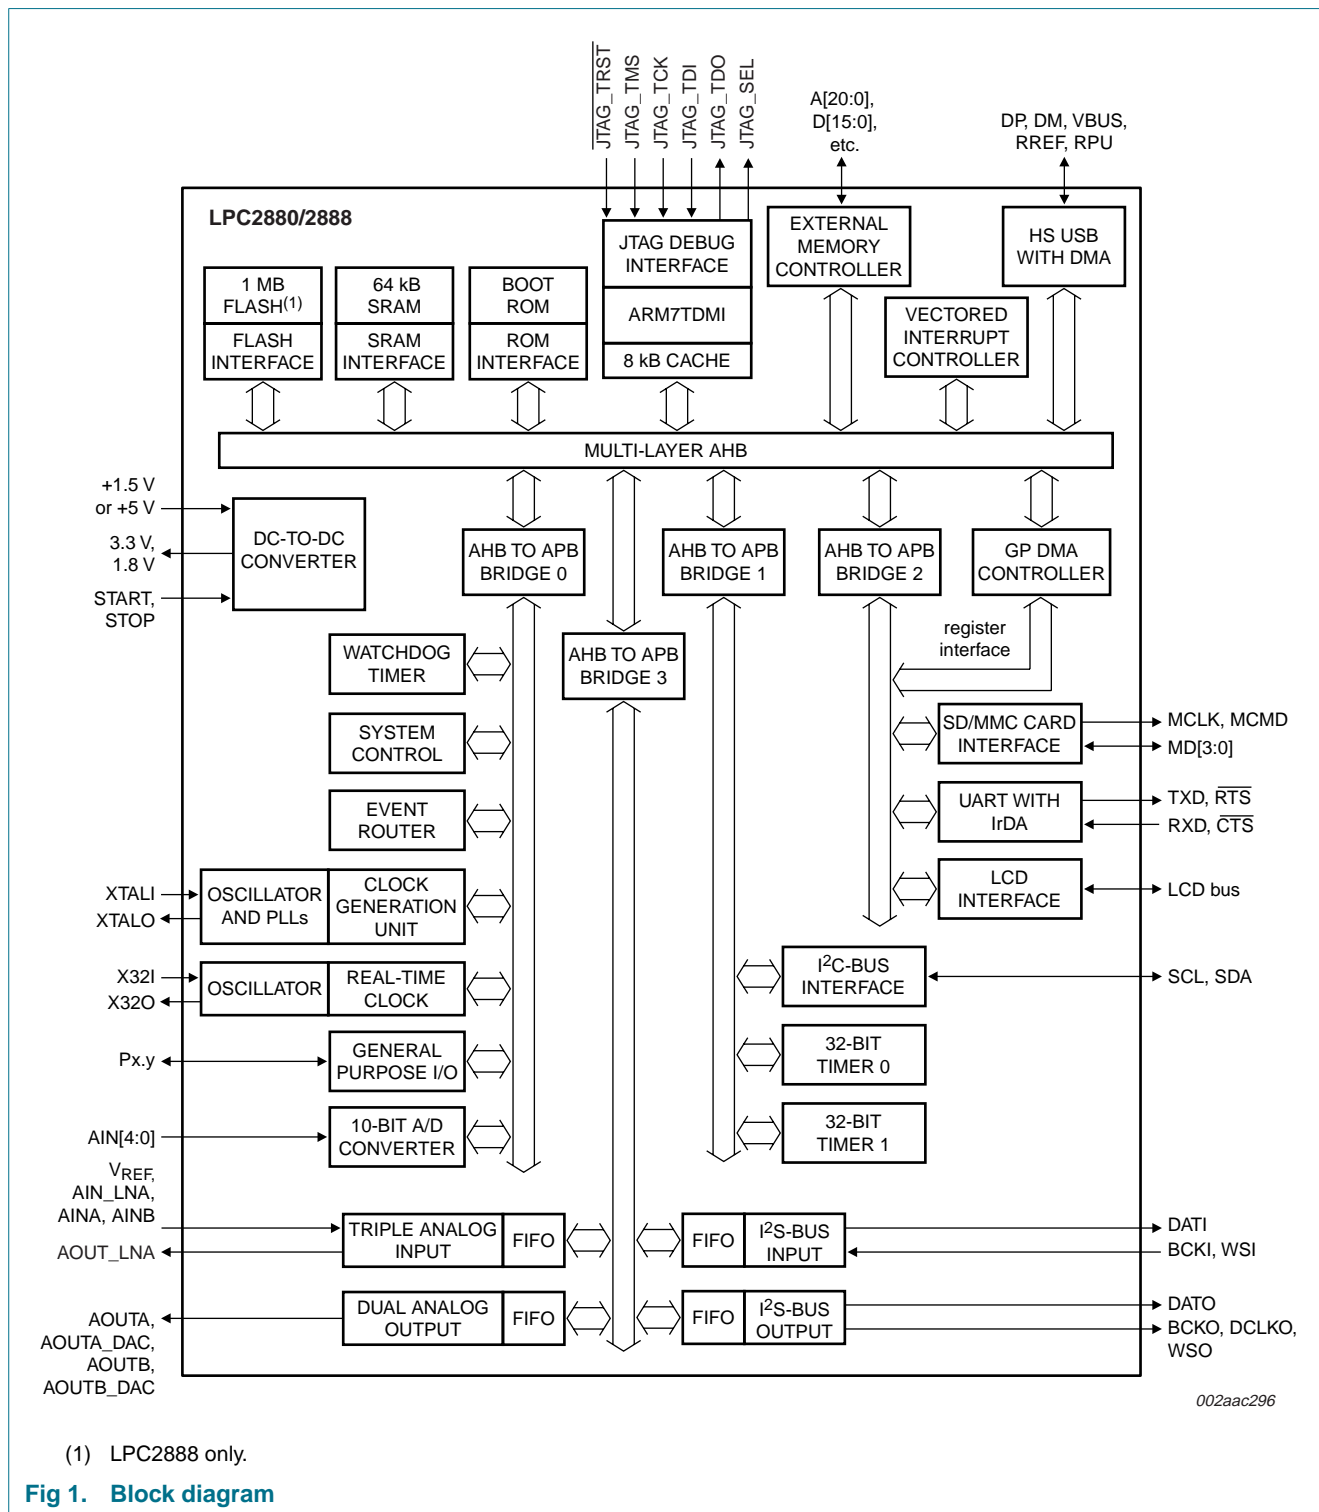 JTAG_TRST
JTAG_TMS
JTAG_TCK
JTAG_TDI
JTAG_TDO
JTAG_SEL
A[20:0],
D[15:0],
etc.
DP, DM, VBUS,
RREF, RPU
LPC2880/2888
1 MB
FLASH(1)
FLASH
INTERFACE
64 kB
SRAM
SRAM
INTERFACE
BOOT
ROM
ROM
INTERFACE
JTAG DEBUG
INTERFACE
ARM7TDMI
8 kB CACHE
EXTERNAL
MEMORY
CONTROLLER
VECTORED
INTERRUPT
CONTROLLER
HS USB
WITH DMA
MULTI-LAYER AHB
+1.5 V
or +5 V
3.3 V,
1.8 V
START,
STOP
DC-TO-DC
CONVERTER
AHB TO APB
BRIDGE 0
AHB TO APB
BRIDGE 1
AHB TO APB
BRIDGE 2
GP DMA
CONTROLLER
register
interface
AHB TO APB
BRIDGE 3
WATCHDOG
TIMER
SYSTEM
CONTROL
EVENT
ROUTER
XTALI
XTALO
OSCILLATOR
AND PLLs
CLOCK
GENERATION
UNIT
X32I
X32O
OSCILLATOR
REAL-TIME
CLOCK
Px.y
GENERAL
PURPOSE I/O
AIN[4:0]
10-BIT A/D
CONVERTER
VREF,
AIN_LNA,
AINA, AINB
AOUT_LNA
TRIPLE ANALOG
INPUT
FIFO
AOUTA,
AOUTA_DAC,
AOUTB,
AOUTB_DAC
DUAL ANALOG
OUTPUT
FIFO
SD/MMC CARD
INTERFACE
MCLK, MCMD
MD[3:0]
UART WITH
IrDA
TXD, RTS
RXD, CTS
LCD
INTERFACE
LCD bus
I2C-BUS
INTERFACE
SCL, SDA
32-BIT
TIMER 0
32-BIT
TIMER 1
FIFO
I2S-BUS
INPUT
DATI
BCKI, WSI
FIFO
I2S-BUS
OUTPUT
DATO
BCKO, DCLKO,
WSO
002aac296
(1) LPC2888 only.
Fig 1. Block diagram